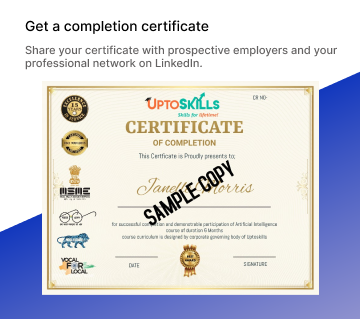 Get a completion certificate
Share your certificate with prospective employers and your
professional network on LinkedIn.
UPTOSKILLS
Skills for lifetime!
CR NO:
CERTIFICATE
OF COMPLETION
This Certificate is Proudly presents to;
Janelle Morris
SAMPLE COPY
for successful completion and demonstrable participation of Artificial Intelligence
course of duration 6 Months
course curriculum is designed by corporate governing body of Uptoskills
DATE
SIGNATURE
MSME
VOCAL
FOR
LOCAL